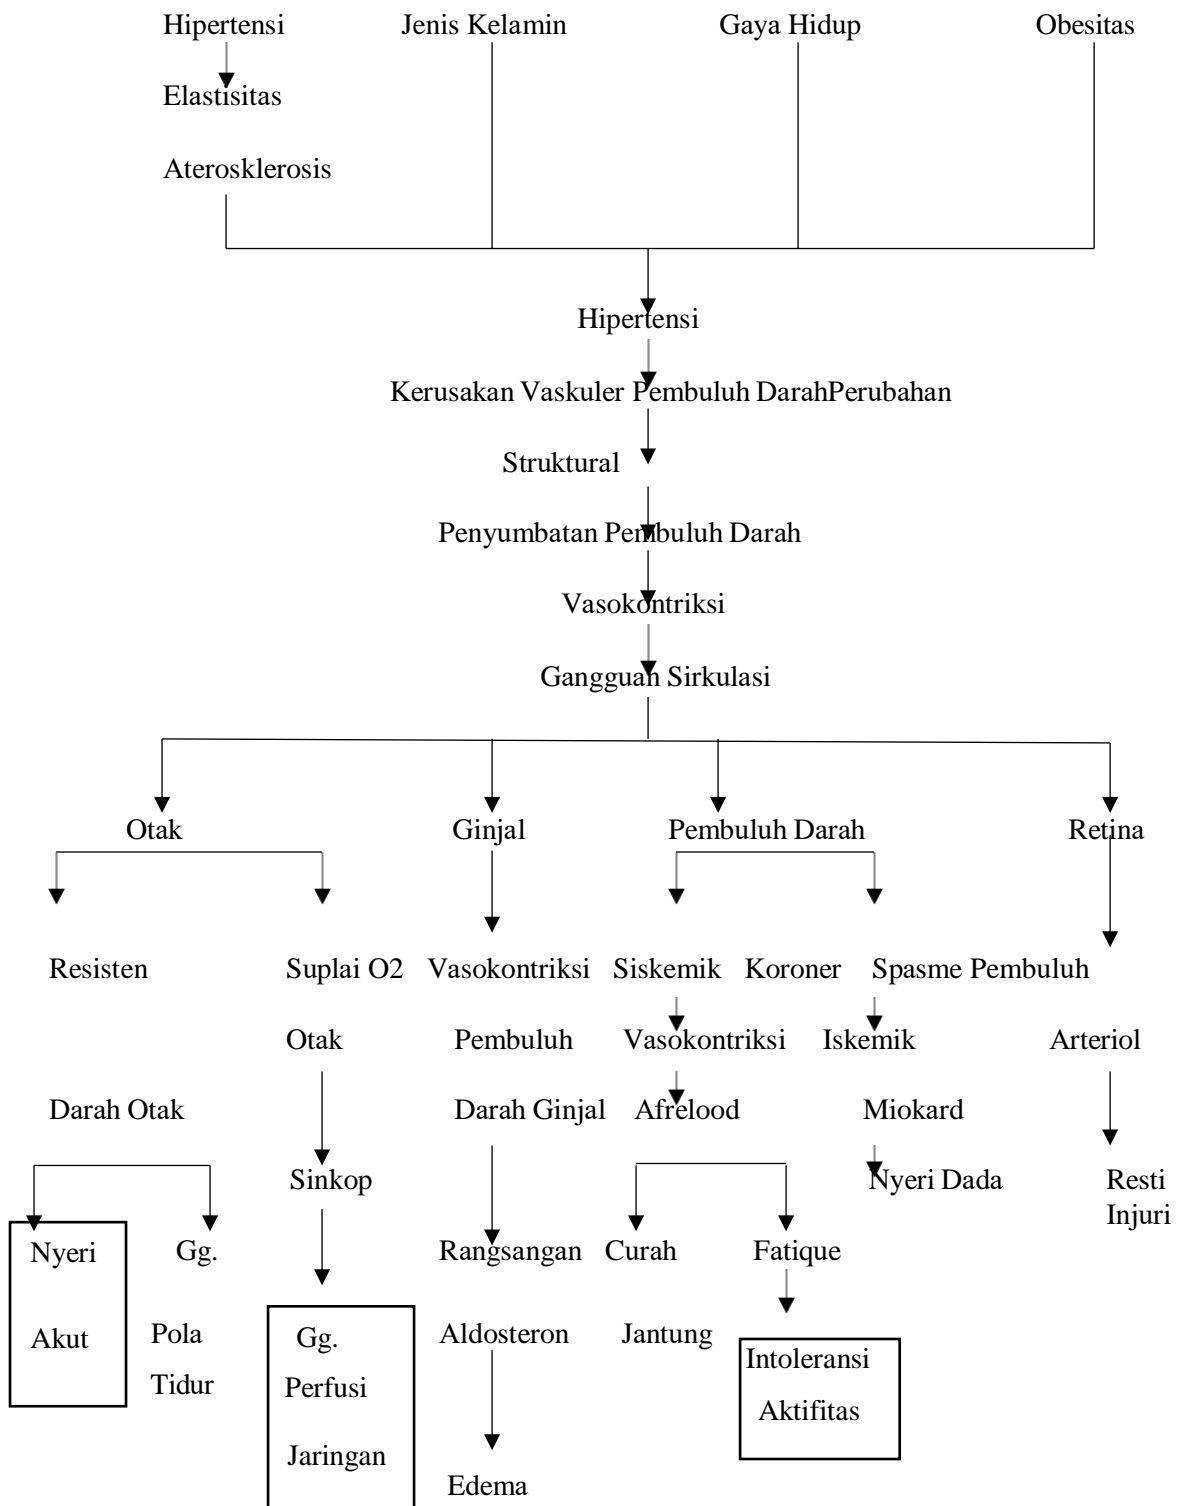 Hipertensi Jenis Kelamin Gaya Hidup Obesitas
Elastisitas
Aterosklerosis
Hipertensi
Kerusakan Vaskuler Pembuluh DarahPerubahan
Struktural
Penyumbatan Pembuluh Darah
Vasokontriksi
Gangguan Sirkulasi
Otak Ginjal Pembuluh Darah Retina
Resisten Suplai O2 Vasokontriksi Siskemik Koroner Spasme Pembuluh
Otak Pembuluh Vasokontriksi Iskemik Arteriol
Darah Otak Darah Ginjal Afrelood Miokard
Sinkop Nyeri Dada Resti
Injuri
Nyeri Gg. Rangsangan Curah Fatique
Akut Pola Gg. Aldosteron Jantung
Intoleransi
Tidur Perfusi
Aktifitas
Jaringan
Edema